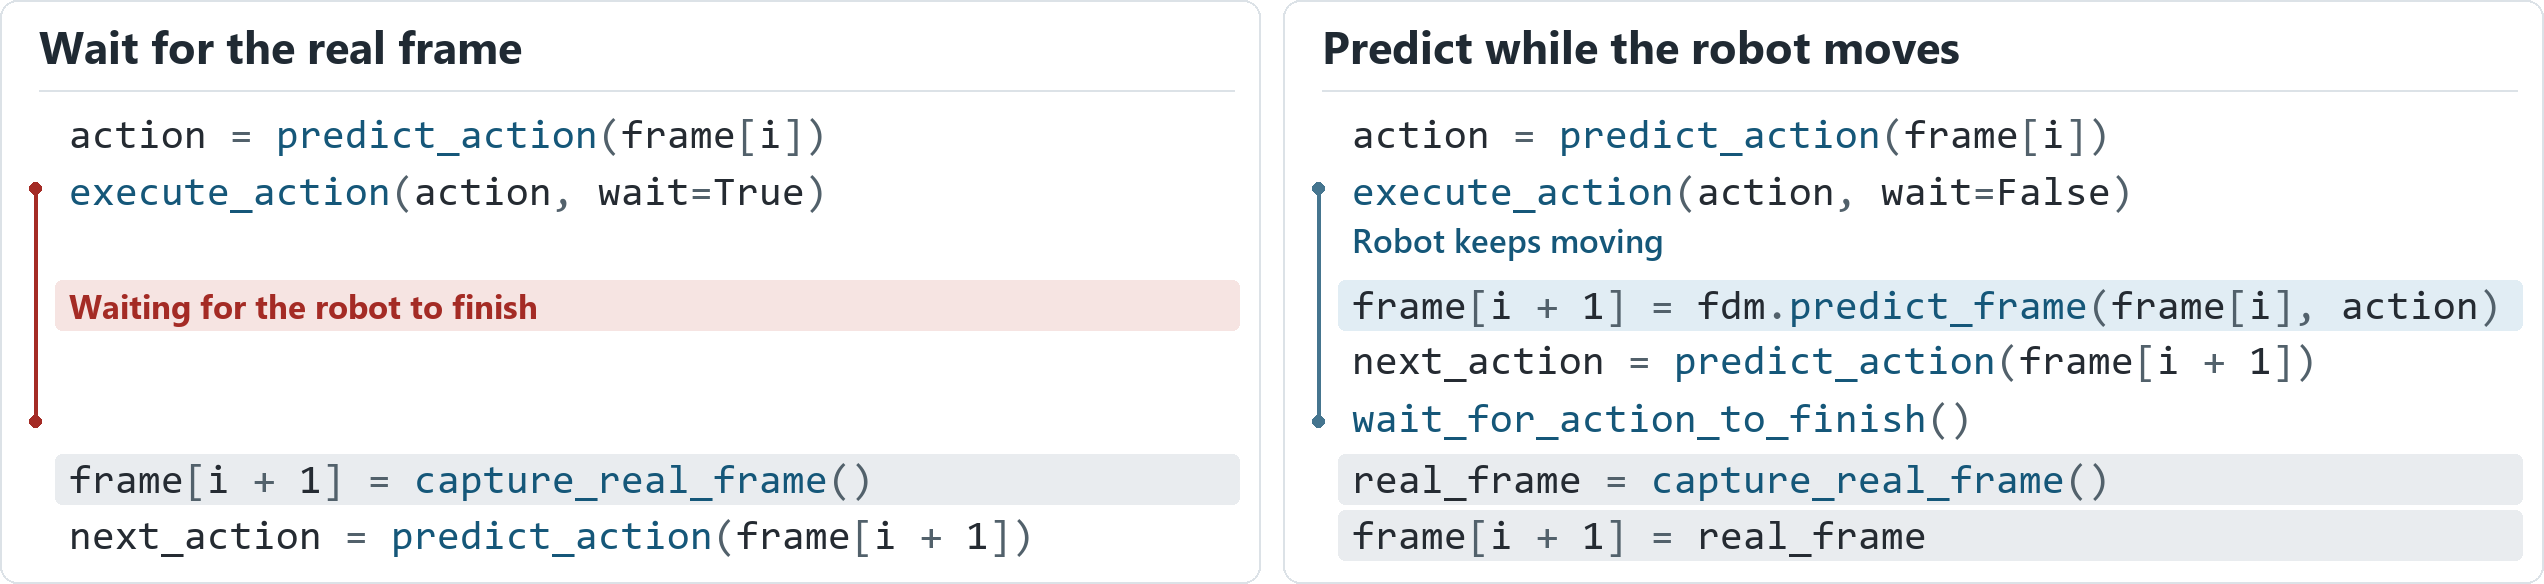 Wait for the real frame
action = predict_action(frame[i])
execute_action(action, wait=True)
Waiting for the robot to finish
frame[i + 1] = capture_real_frame()
next_action = predict_action(frame[i + 1])
Predict while the robot moves
action = predict_action(frame[i])
execute_action(action, wait=False)
Robot keeps moving
frame[i + 1] = fdm.predict_frame(frame[i], action)
next_action = predict_action(frame[i + 1])
wait_for_action_to_finish()
real_frame = capture_real_frame()
frame[i + 1] = real_frame